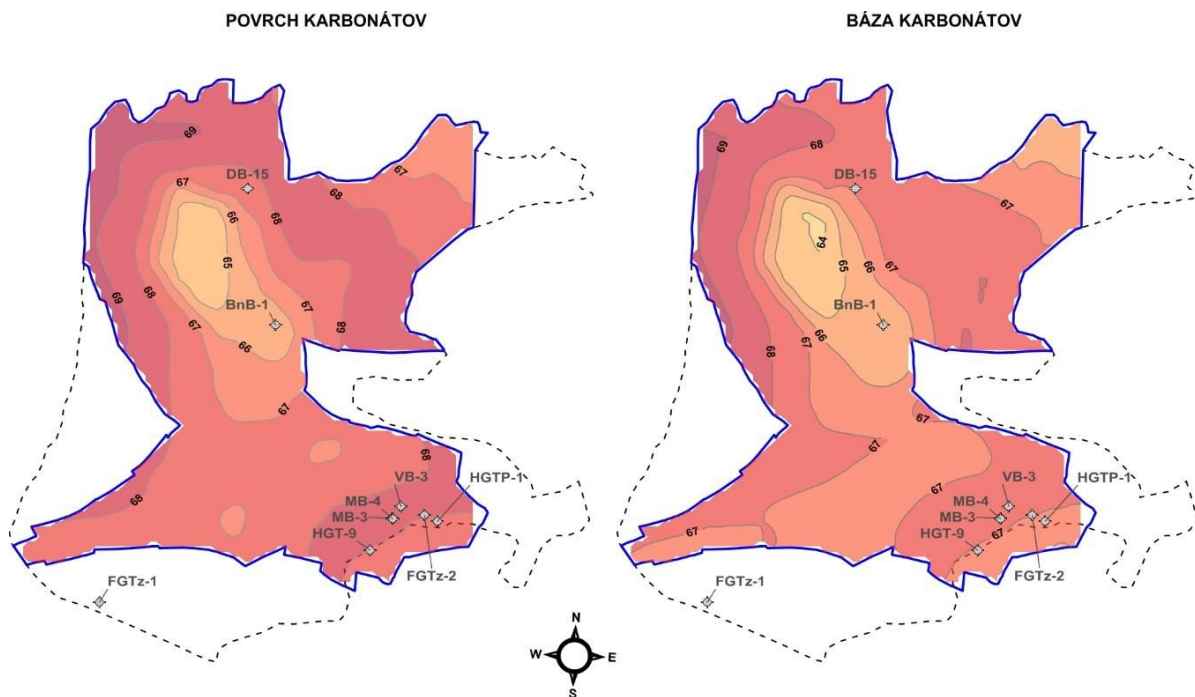 POVRCH KARBONÁTOV
BÁZA KARBONÁTOV
69
67
68
67
DB-15
66
68
65
68
69
BnB-1
67
67
68
66
67
68
VB-3
HGTP-1
MB-4
MB-3
68
HGT-9
FGTz-2
FGTz-1
69
68
67
DB-15
67
64
65
66
67
BnB-1
66
67
68
67
67
67
VB-3
HGTP-1
MB-4
MB-3
HGT-9
67
67
FGTz-2
FGTz-1
N
W
E
S